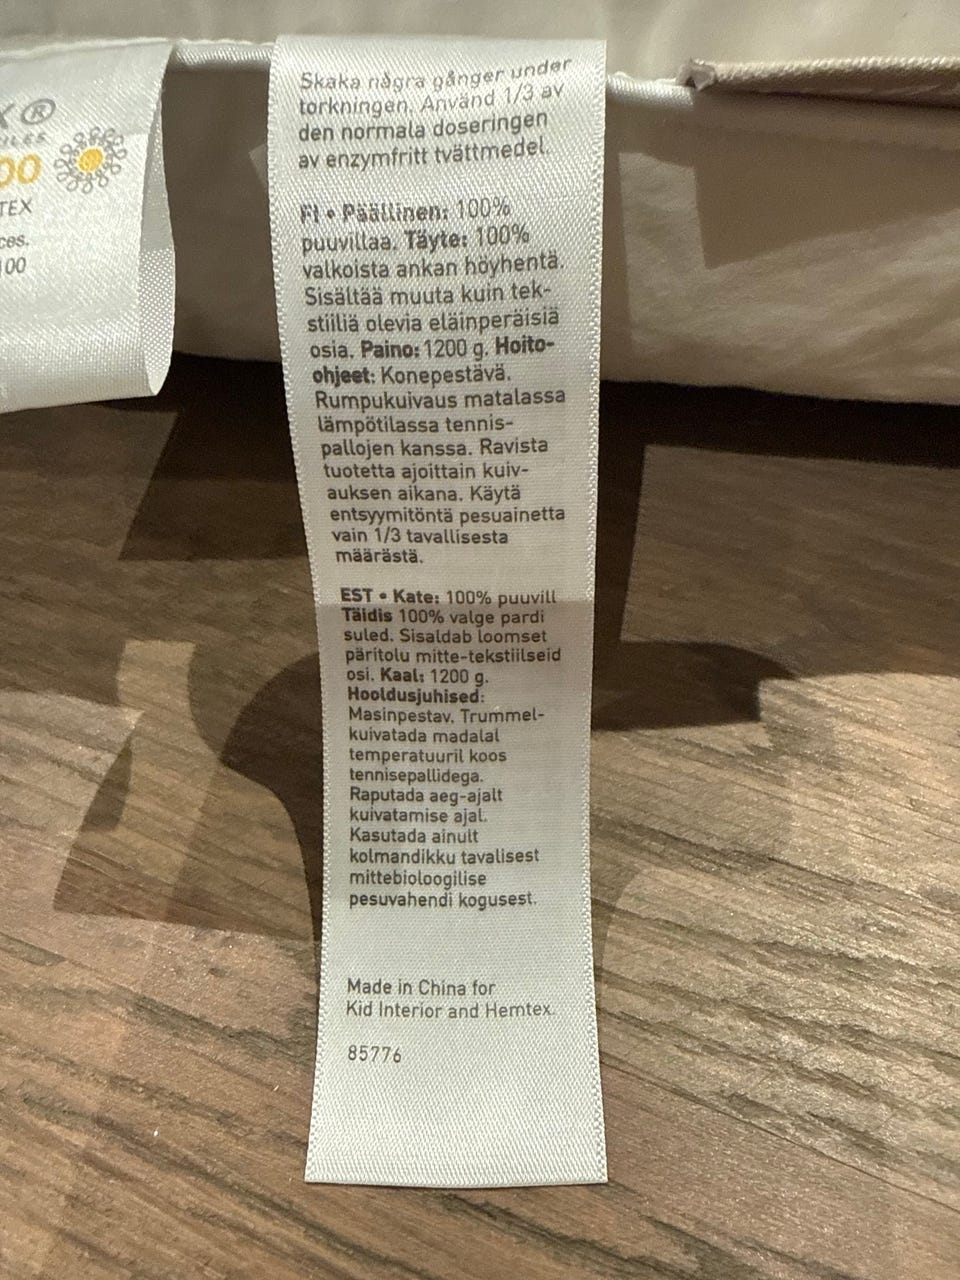 X®
ILES
00
TEX
ces.
100
Skaka några gånger under
torkningen. Använd 1/3 av
den normala doseringen
av enzymfritt tvättmedel.
FI • Päällinen: 100%
puuvillaa. Täyte: 100%
valkoista ankan höyhentä.
Sisältää muuta kuin tek-
stiiliä olevia eläinperäisiä
osia. Paino: 1200 g. Hoito-
ohjeet: Konepestävä.
Rumpukuivaus matalassa
lämpötilassa tennis-
pallojen kanssa. Ravista
tuotetta ajoittain kuiv-
auksen aikana. Käytä
entsyymitöntä pesuainetta
vain 1/3 tavallisesta
määrästä.
EST • Kate: 100% puuvill
Täidis 100% valge pardi
suled. Sisaldab loomset
päritolu mitte-tekstiilseid
osi. Kaal: 1200 g.
Hooldusjuhised:
Masinpestav. Trummel-
kuivatada madalal
temperatuuril koos
tennisepallidega.
Raputada aeg-ajalt
kuivatamise ajal.
Kasutada ainult
kolmandikku tavalisest
mittebioloogilise
pesuvahendi kogusest.
Made in China for
Kid Interior and Hemtex.
85776